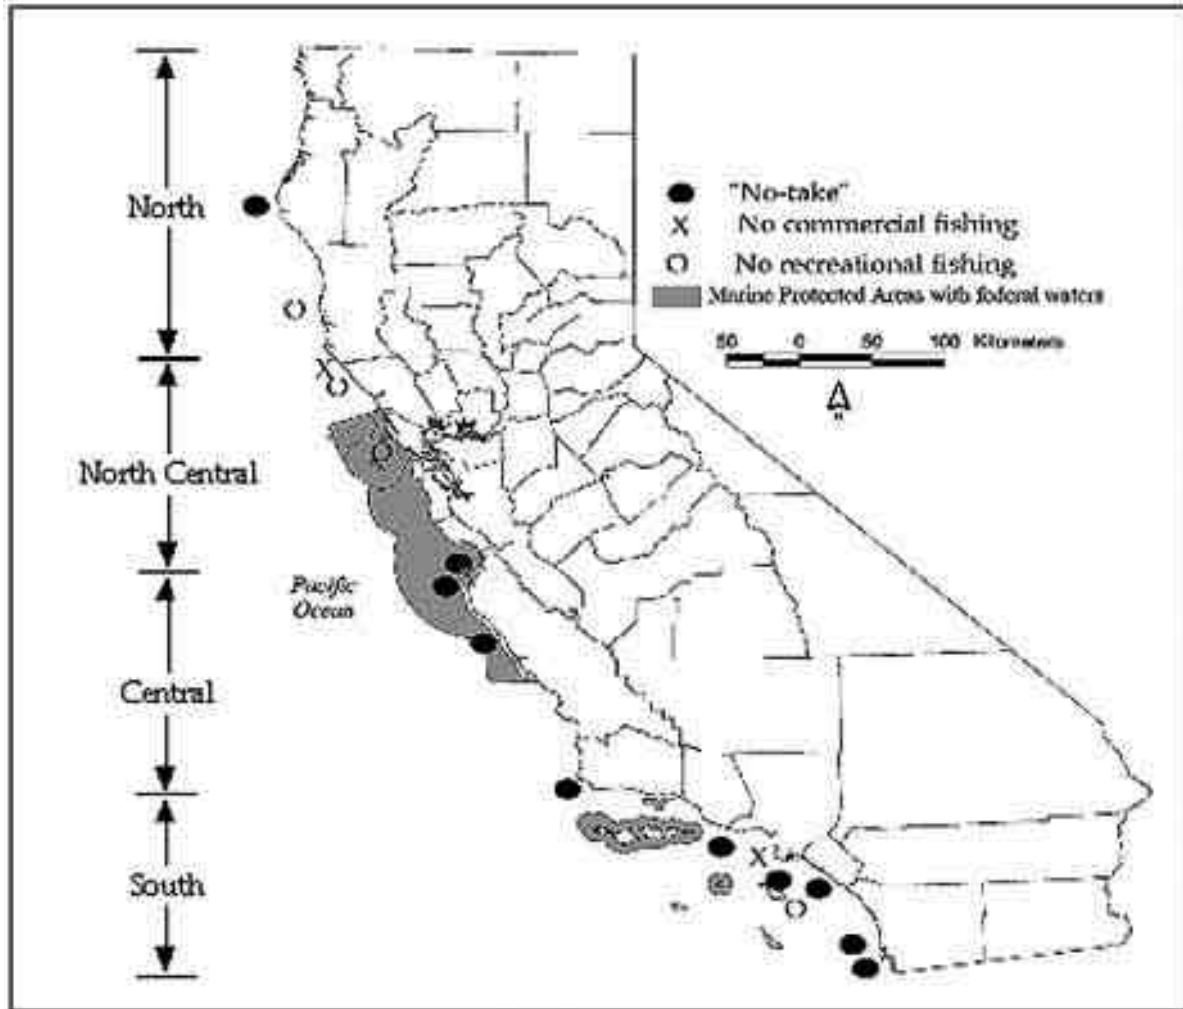 North
North Central
Central
South
"No-take"
No commercial fishing
No recreational fishing
Marine Protected Areas with federal waters
50 0 50 100 Kilometers
Pacific
Ocean